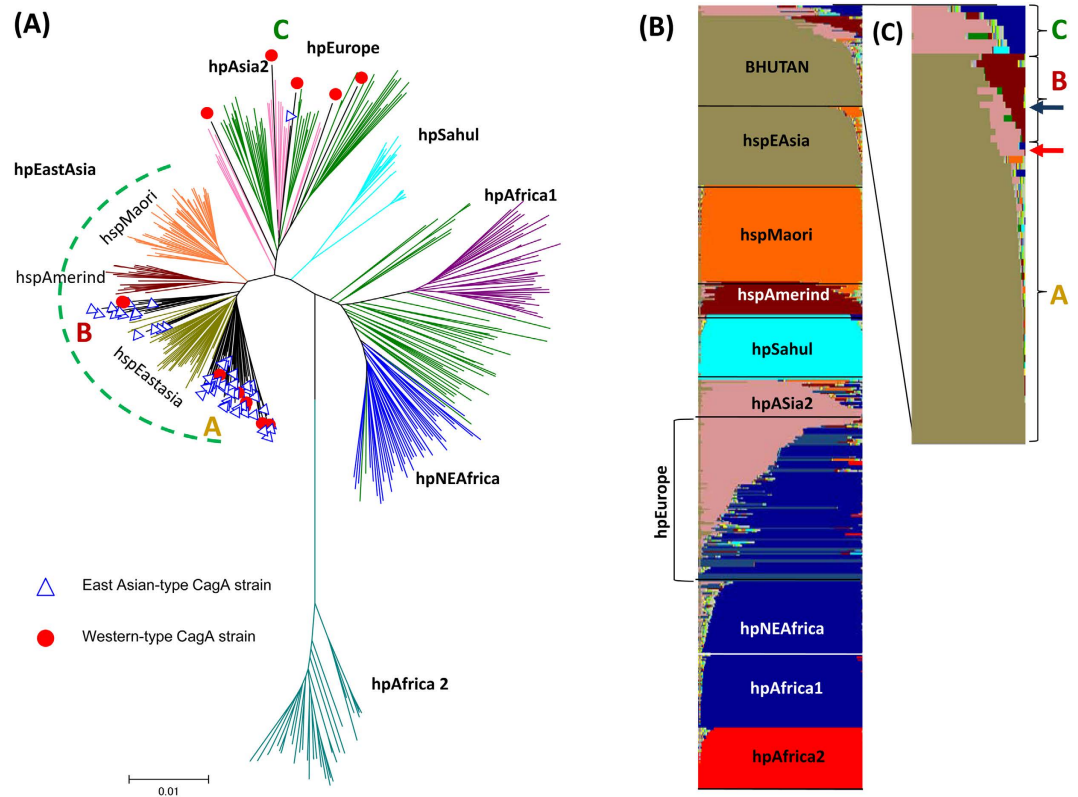 (A)
C
hpEurope
hpAsia2
hpSahul
hpEastAsia
hspMaori
hpAfrica1
hspAmerind
B
hspEastasia
A
hpNEAfrica
East Asian-type CagA strain
Western-type CagA strain
hpAfrica 2
0.01
(B)
BHUTAN
hspEAsia
hspMaori
hspAmerind
hpSahul
hpASia2
hpEurope
hpNEAfrica
hpAfrica1
hpAfrica2
(C)
C
B
A